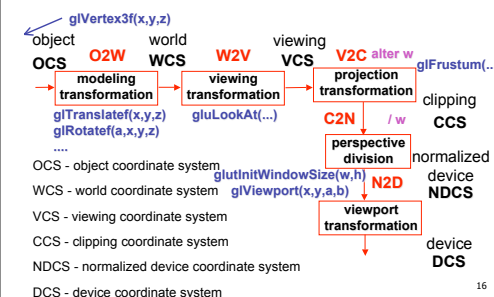 glVertex3f(x,y,z)
object
world
viewing
OCS
O2W
WCS
W2V
VCS
V2C
alter w
glFrustum(..
modeling
transformation
viewing
transformation
projection
transformation
glTranslatef(x,y,z)
glRotatef(a,x,y,z)
....
gluLookAt(...)
clipping
CCS
C2N
/ w
perspective
division
normalized
device
NDCS
glutInitWindowSize(w,h)
glViewport(x,y,a,b)
N2D
viewport
transformation
device
DCS
OCS - object coordinate system
WCS - world coordinate system
VCS - viewing coordinate system
CCS - clipping coordinate system
NDCS - normalized device coordinate system
DCS - device coordinate system
16